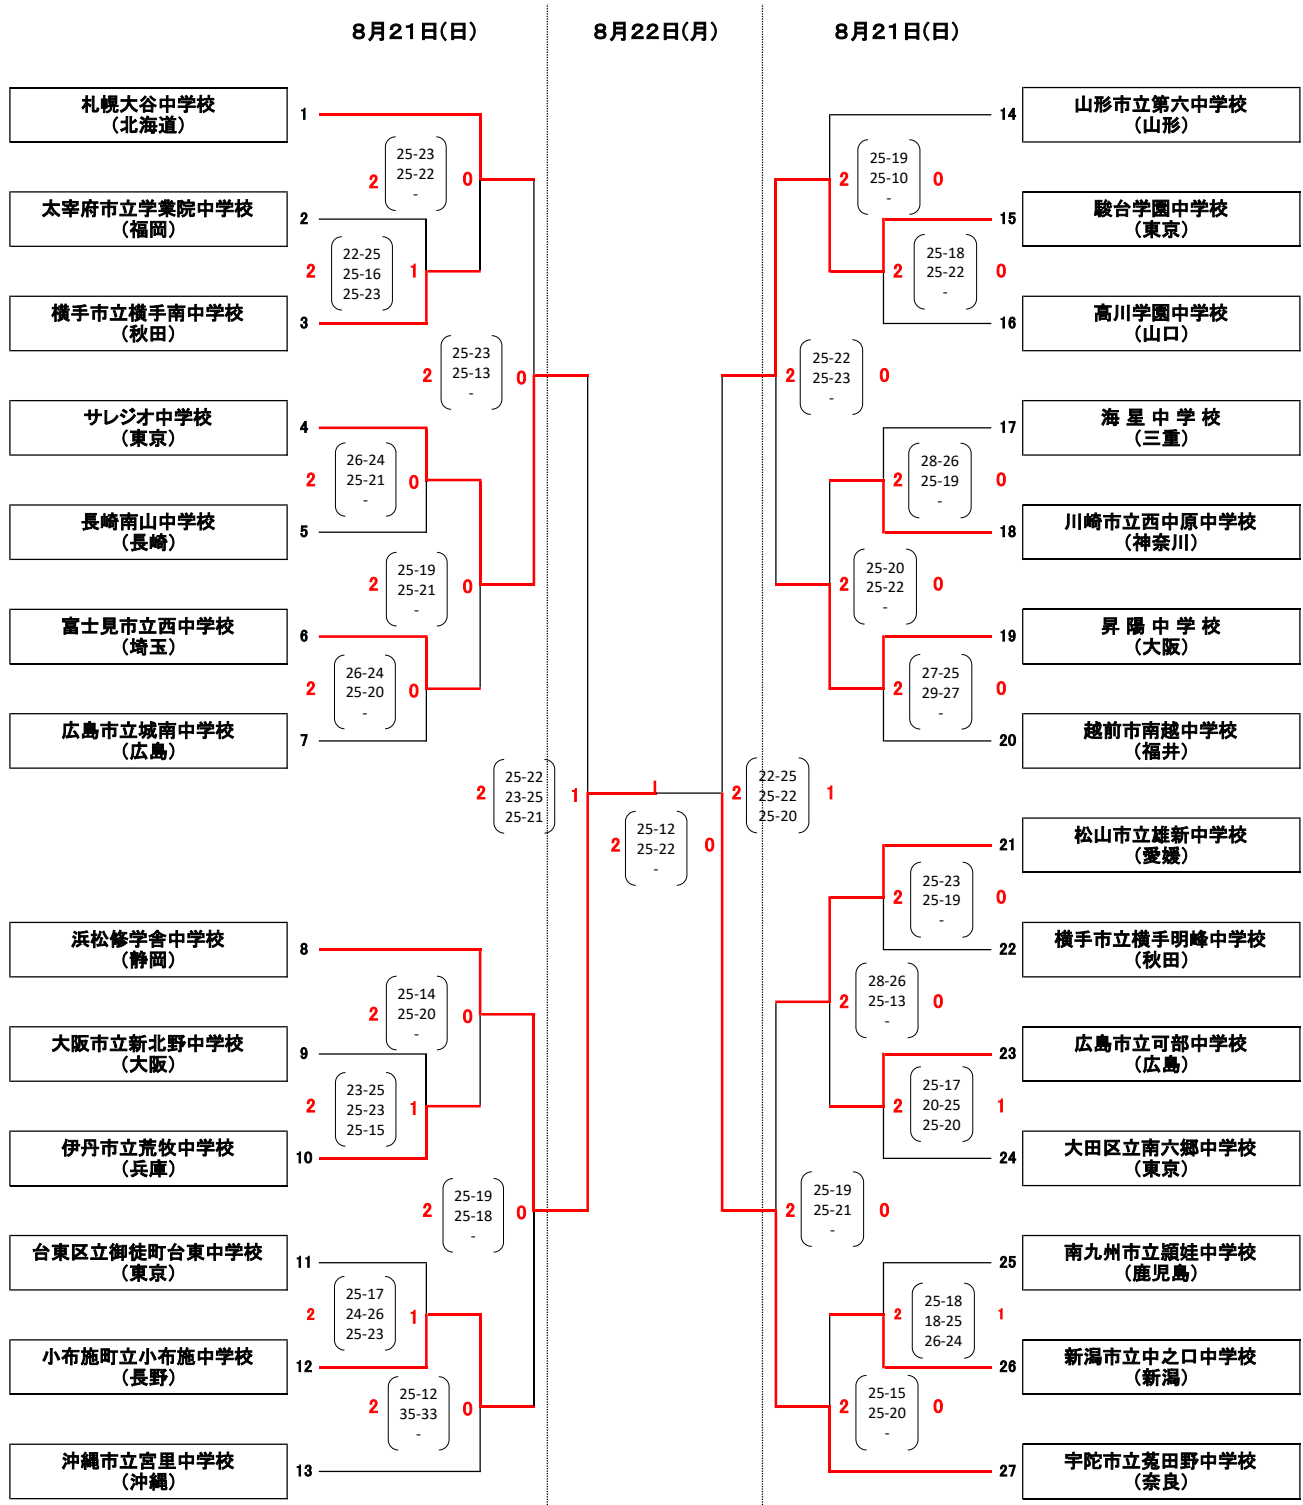 8月21日(日)
8月22日(月)
8月21日(日)
札幌大谷中学校
(北海道)
1
25-23
25-22
-
2
0
太宰府市立学業院中学校
(福岡)
2
22-25
25-16
25-23
2
1
横手市立横手南中学校
(秋田)
3
25-23
25-13
-
2
0
サレジオ中学校
(東京)
4
26-24
25-21
-
2
0
長崎南山中学校
(長崎)
5
25-19
25-21
-
2
0
富士見市立西中学校
(埼玉)
6
26-24
25-20
-
2
0
広島市立城南中学校
(広島)
7
25-22
23-25
25-21
2
1
25-12
25-22
-
2
0
浜松修学舎中学校
(静岡)
8
25-14
25-20
-
2
0
大阪市立新北野中学校
(大阪)
9
23-25
25-23
25-15
2
1
伊丹市立荒牧中学校
(兵庫)
10
25-19
25-18
-
2
0
台東区立御徒町台東中学校
(東京)
11
25-17
24-26
25-23
2
1
小布施町立小布施中学校
(長野)
12
25-12
35-33
-
2
0
沖縄市立宮里中学校
(沖縄)
13
14
山形市立第六中学校
(山形)
25-19
25-10
-
2
0
15
駿台学園中学校
(東京)
25-18
25-22
-
2
0
16
高川学園中学校
(山口)
25-22
25-23
-
2
0
17
海 星 中 学 校
(三重)
28-26
25-19
-
2
0
18
川崎市立西中原中学校
(神奈川)
25-20
25-22
-
2
0
19
昇 陽 中 学 校
(大阪)
27-25
29-27
-
2
0
20
越前市南越中学校
(福井)
22-25
25-22
25-20
2
1
21
松山市立雄新中学校
(愛媛)
25-23
25-19
-
2
0
22
横手市立横手明峰中学校
(秋田)
28-26
25-13
-
2
0
23
広島市立可部中学校
(広島)
25-17
20-25
25-20
2
1
24
大田区立南六郷中学校
(東京)
25-19
25-21
-
2
0
25
南九州市立頴娃中学校
(鹿児島)
25-18
18-25
26-24
2
1
26
新潟市立中之口中学校
(新潟)
25-15
25-20
-
2
0
27
宇陀市立菟田野中学校
(奈良)